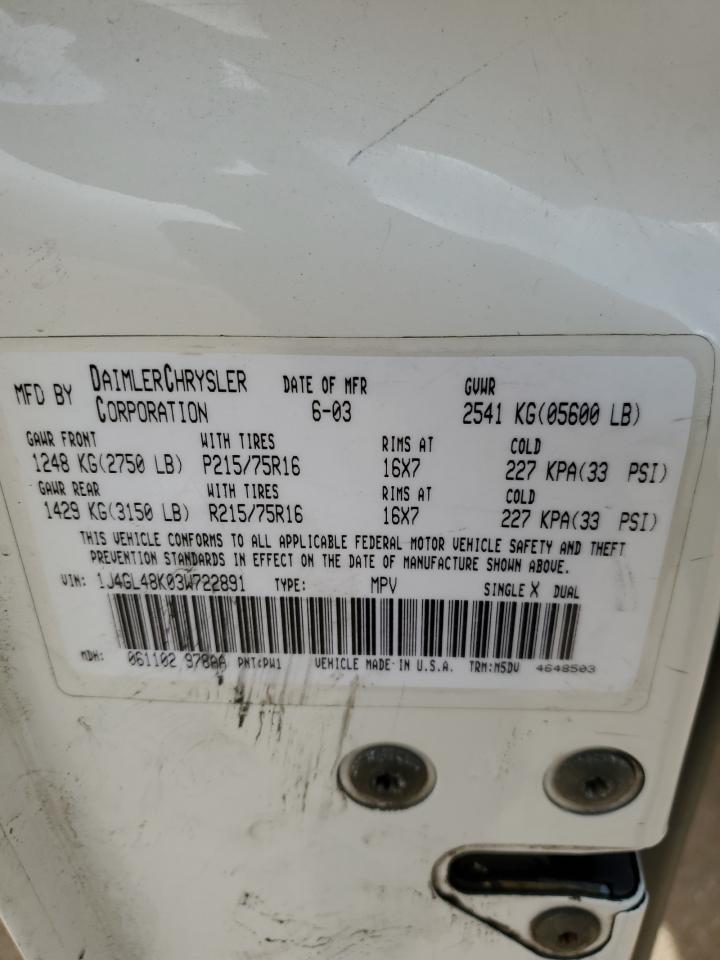 MFD BY DAIMLERCHRYSLER CORPORATION DATE OF MFR 6-03 GVWR 2541 KG(05600 LB)
GAWR FRONT WITH TIRES RIMS AT COLD
1248 KG(2750 LB) P215/75R16 16X7 227 KPA(33 PSI)
GAWR REAR WITH TIRES RIMS AT COLD
1429 KG(3150 LB) R215/75R16 16X7 227 KPA(33 PSI)
THIS VEHICLE CONFORMS TO ALL APPLICABLE FEDERAL MOTOR VEHICLE SAFETY AND THEFT
PREVENTION STANDARDS IN EFFECT ON THE DATE OF MANUFACTURE SHOWN ABOVE.
VIN: 1J4GL48K03W722891 TYPE: MPV SINGLE X DUAL
MDH: 061102 PNT:PW1 VEHICLE MADE IN U.S.A. TRM:M5DV 4648503